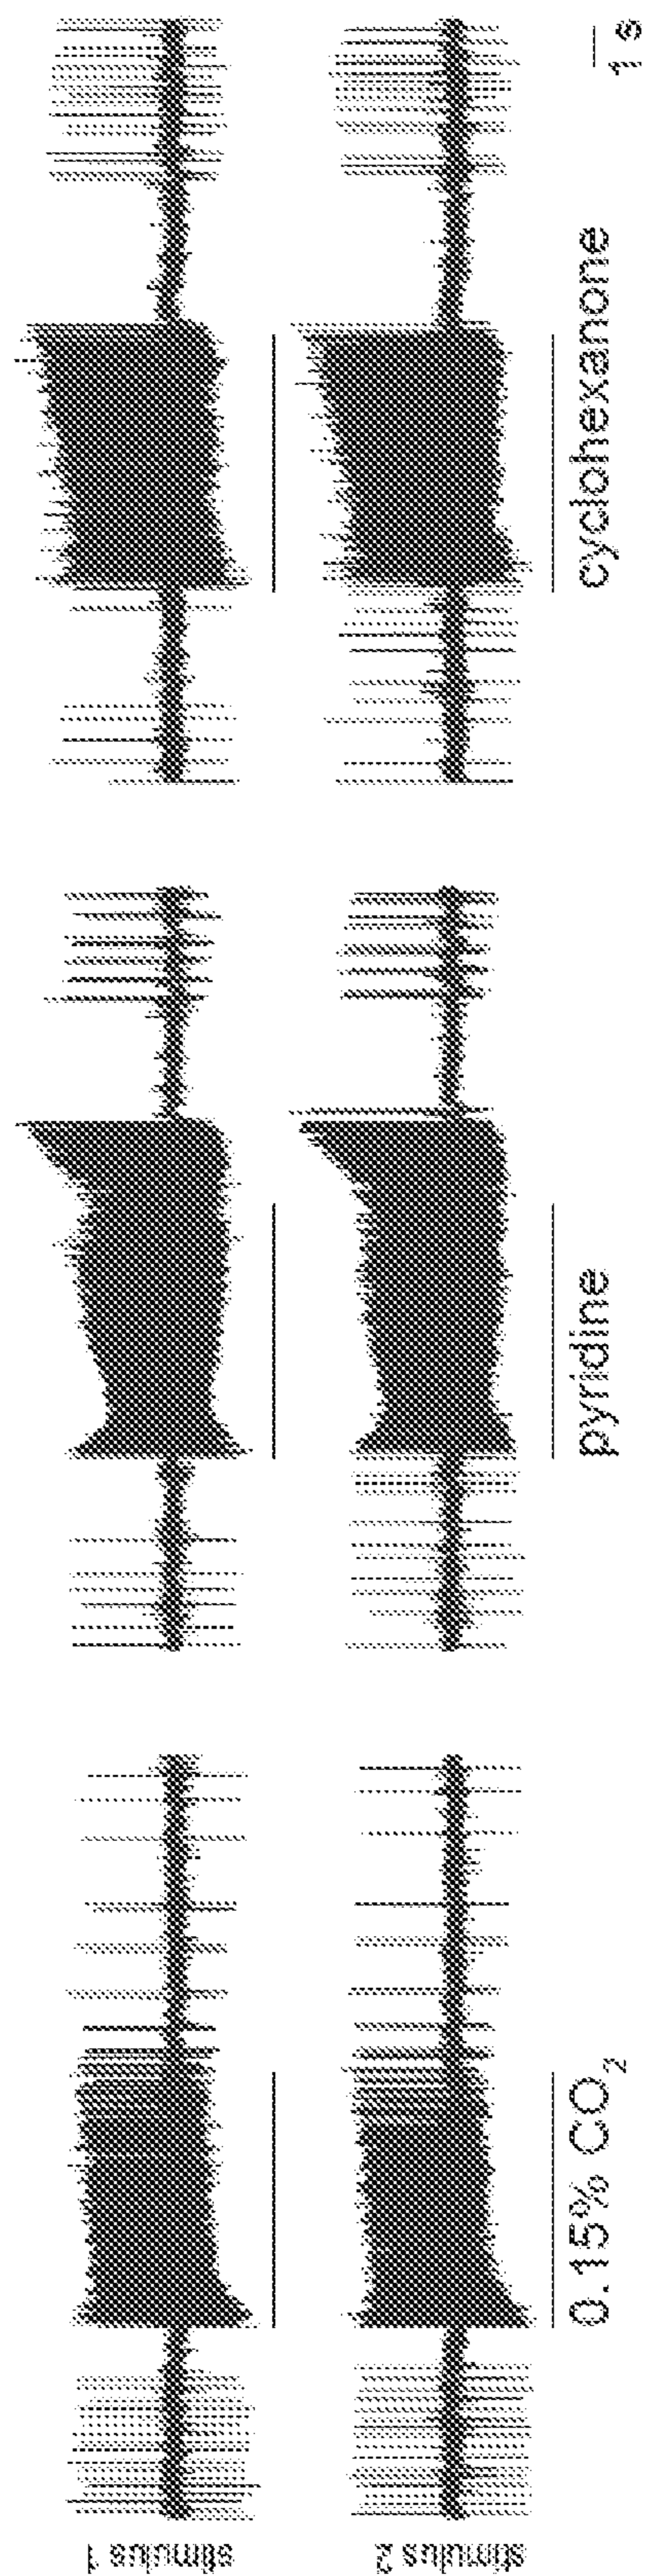 stimulus 1
stimulus 2
0.15% CO₂
pyridine
cyclohexanone
1 s